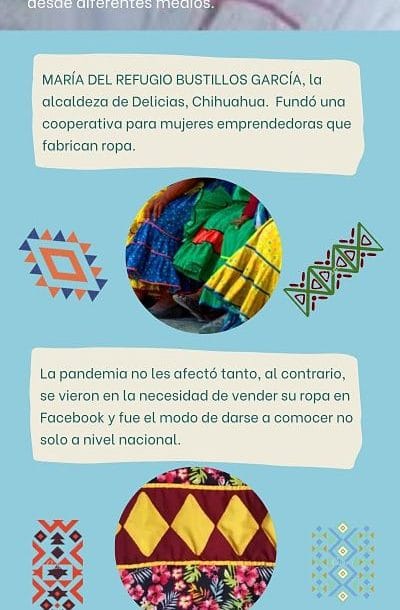 desde diferentes medios.
MARÍA DEL REFUGIO BUSTILLOS GARCÍA, la
alcaldeza de Delicias, Chihuahua. Fundó una
cooperativa para mujeres emprendedoras que
fabrican ropa.
La pandemia no les afectó tanto, al contrario,
se vieron en la necesidad de vender su ropa en
Facebook y fue el modo de darse a comocer no
solo a nivel nacional.